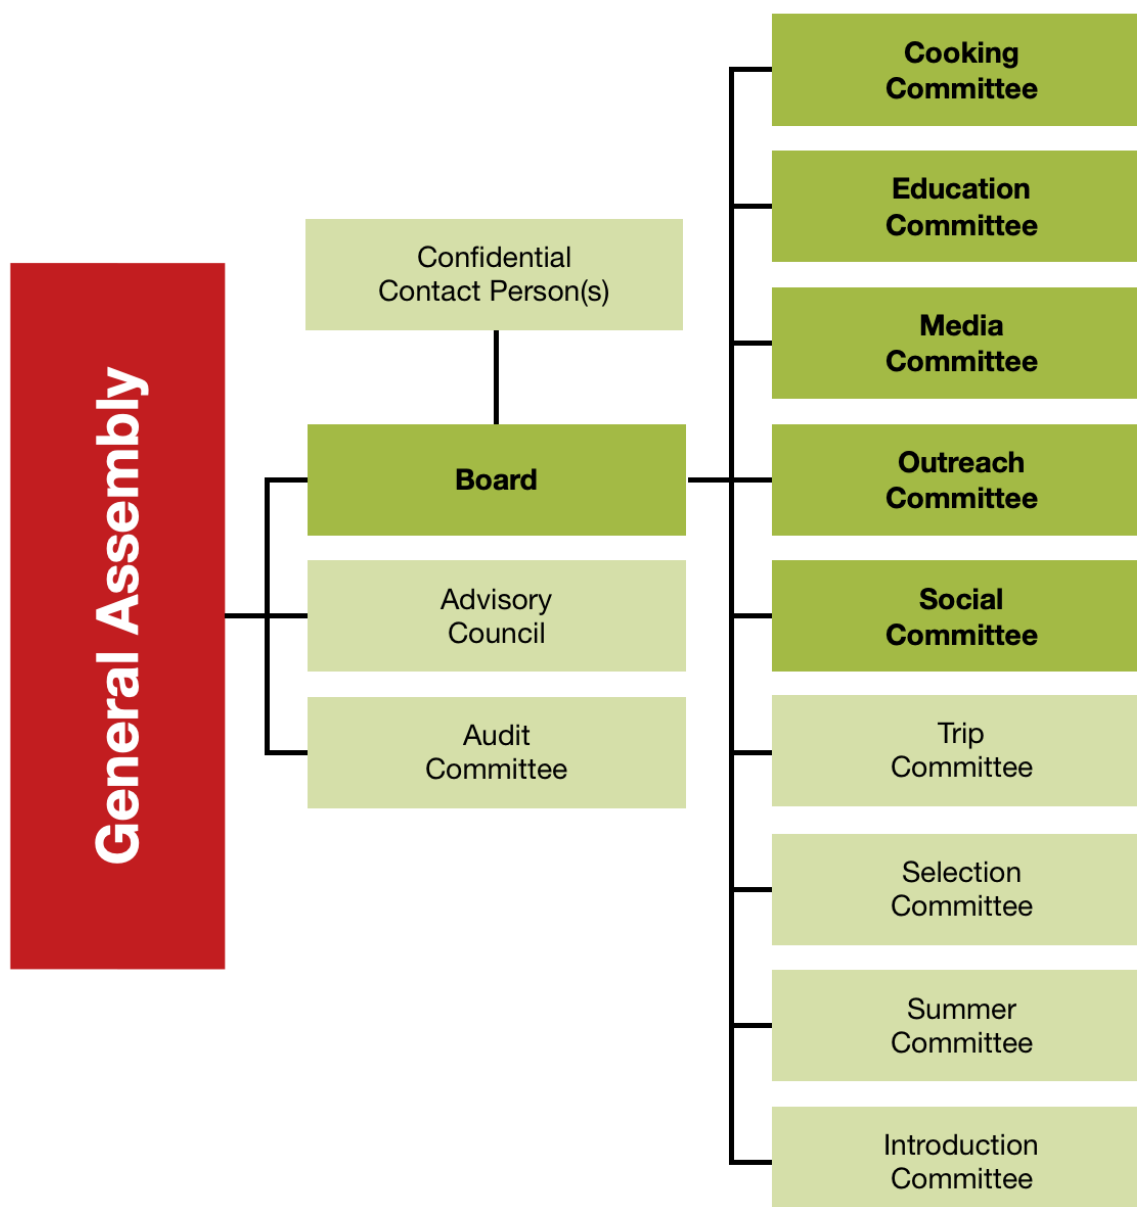 General Assembly
Confidential
Contact Person(s)
Board
Advisory
Council
Audit
Committee
Cooking
Committee
Education
Committee
Media
Committee
Outreach
Committee
Social
Committee
Trip
Committee
Selection
Committee
Summer
Committee
Introduction
Committee